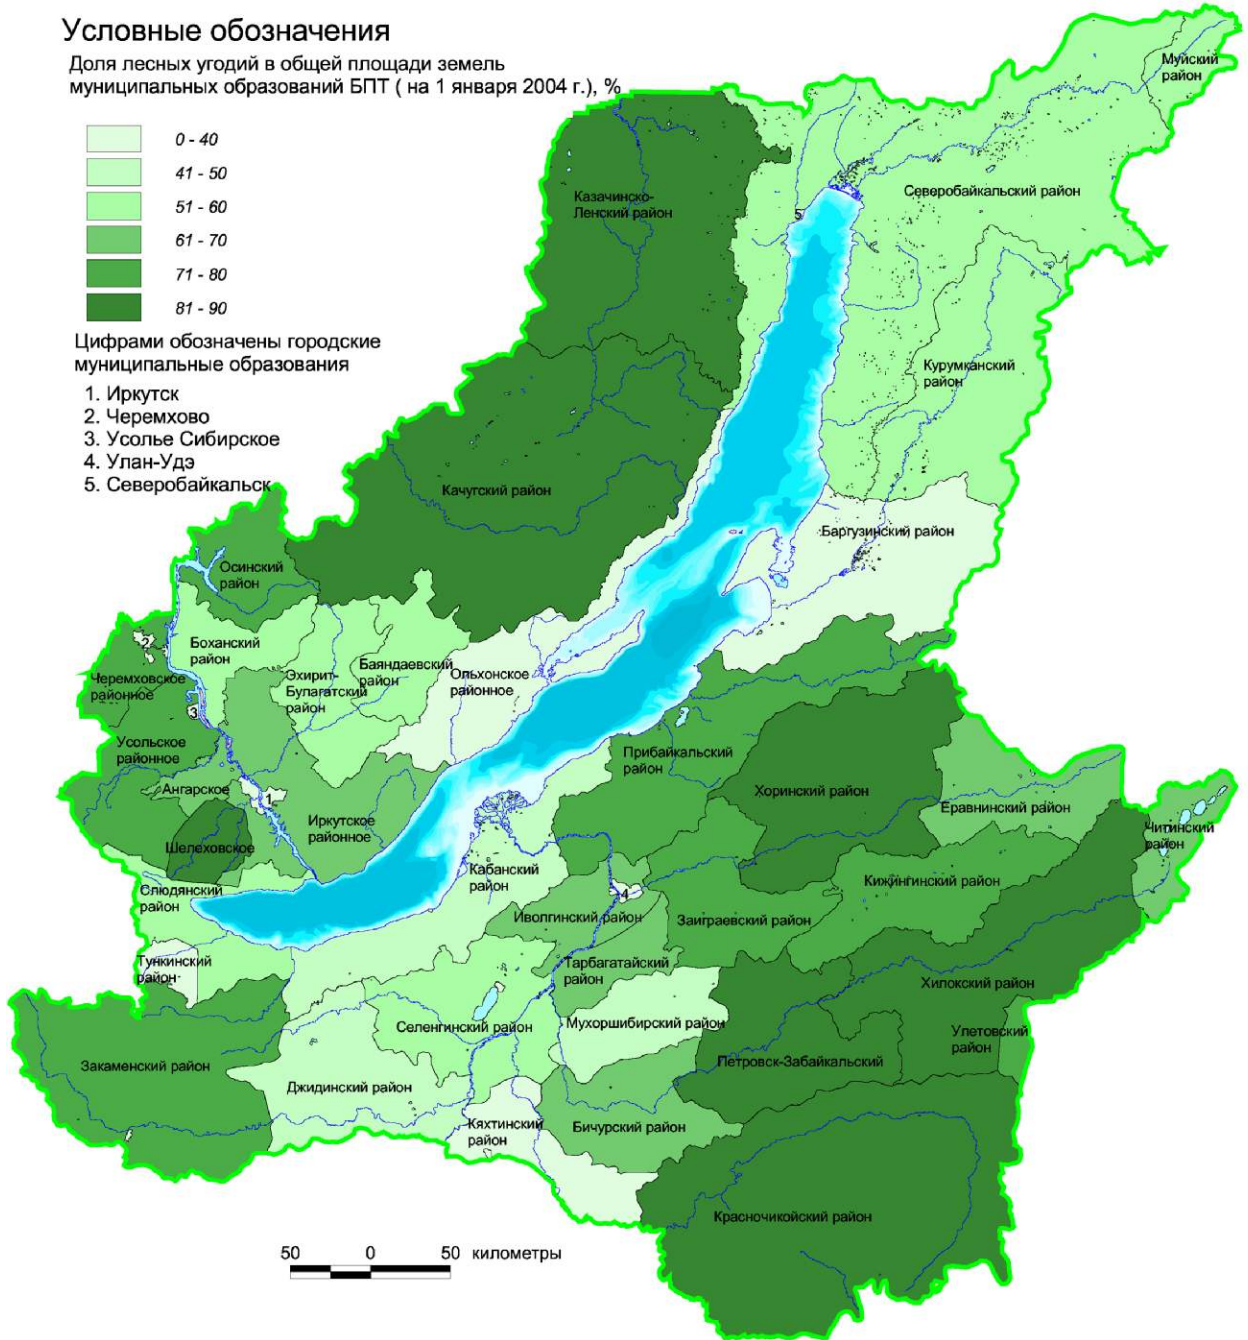 Условные обозначения
Доля лесных угодий в общей площади земель
муниципальных образований БПТ ( на 1 января 2004 г.), %
0 - 40
41 - 50
51 - 60
61 - 70
71 - 80
81 - 90
Цифрами обозначены городские
муниципальные образования
1. Иркутск
2. Черемхово
3. Усолье Сибирское
4. Улан-Удэ
5. Северобайкальск
Муйский
район
Казачинско-
Ленский район
Северобайкальский район
5
Курумканский
район
Качугский район
Баргузинский район
Осинский
район
2
Боханский
район
Эхирит-
Булагатский
район
Баяндаевский
район
Ольхонское
районное
Черемховское
районное
3
Усольское
районное
Ангарское
1
Иркутское
районное
Шелеховское
Прибайкальский
район
Хоринский район
Еравнинский район
Читинский
район
Слюдянский
район
Кабанский
район
4
Кижингинский район
Иволгинский район
Заиграевский район
Тункинский
район
Тарбагатайский
район
Хилокский район
Селенгинский район
Мухоршибирский район
Улетовский
район
Закаменский район
Джидинский район
Петровск-Забайкальский
Кяхтинский
район
Бичурский район
Красночикойский район
50 0 50 километры